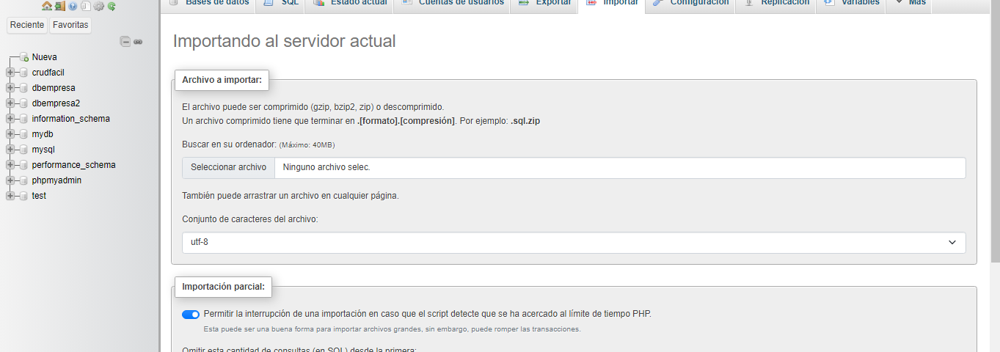 Bases de datos SQL Estado actual Cuentas de usuarios Exportar Importar Configuración Replicación Variables Más
Reciente Favoritas
Nueva
crudfacil
dbempresa
dbempresa2
information_schema
mydb
mysql
performance_schema
phpmyadmin
test
Importando al servidor actual
Archivo a importar:
El archivo puede ser comprimido (gzip, bzip2, zip) o descomprimido.
Un archivo comprimido tiene que terminar en .[formato].[compresión]. Por ejemplo: .sql.zip
Buscar en su ordenador: (Máximo: 40MB)
Seleccionar archivo Ninguno archivo selec.
También puede arrastrar un archivo en cualquier página.
Conjunto de caracteres del archivo:
utf-8
Importación parcial:
Permitir la interrupción de una importación en caso que el script detecte que se ha acercado al límite de tiempo PHP.
Esta puede ser una buena forma para importar archivos grandes, sin embargo, puede romper las transacciones.
Omitir esta cantidad de consultas (en SQL) desde la primera: